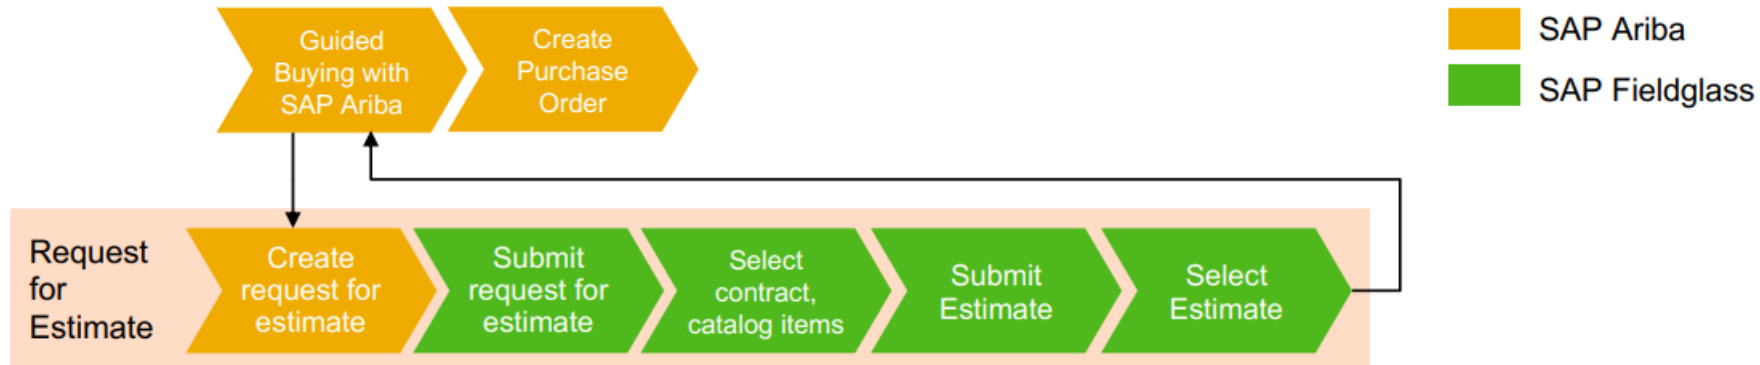 Guided
Buying with
SAP Ariba
Create
Purchase
Order
SAP Ariba
SAP Fieldglass
Request
for
Estimate
Create
request for
estimate
Submit
request for
estimate
Select
contract,
catalog items
Submit
Estimate
Select
Estimate